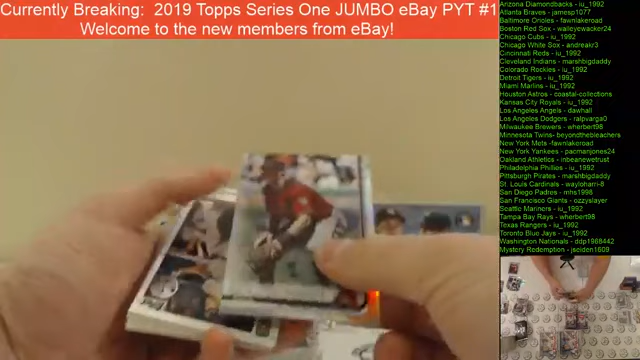 Currently Breaking: 2019 Topps Series One JUMBO eBay PYT #1
Welcome to the new members from eBay!
Arizona Diamondbacks - iu_1992
Atlanta Braves - jamesp1077
Baltimore Orioles - fawnlakeroad
Boston Red Sox - walleyewacker24
Chicago Cubs - iu_1992
Chicago White Sox - andreakr3
Cincinnati Reds - iu_1992
Cleveland Indians - marshbigdaddy
Colorado Rockies - iu_1992
Detroit Tigers - iu_1992
Miami Marlins - iu_1992
Houston Astros - coastal-collections
Kansas City Royals - iu_1992
Los Angeles Angels - dawhall
Los Angeles Dodgers - ralpvarga0
Milwaukee Brewers - wherbert98
Minnesota Twins - beyondthebleachers
New York Mets - fawnlakeroad
New York Yankees - pacmanjones24
Oakland Athletics - inbeanewetrust
Philadelphia Phillies - iu_1992
Pittsburgh Pirates - marshbigdaddy
St. Louis Cardinals - wayloharri-8
San Diego Padres - mhs1998
San Francisco Giants - ozzyslayer
Seattle Mariners - iu_1992
Tampa Bay Rays - wherbert98
Texas Rangers - iu_1992
Toronto Blue Jays - iu_1992
Washington Nationals - ddp1988442
Mystery Redemption - jseiden1609